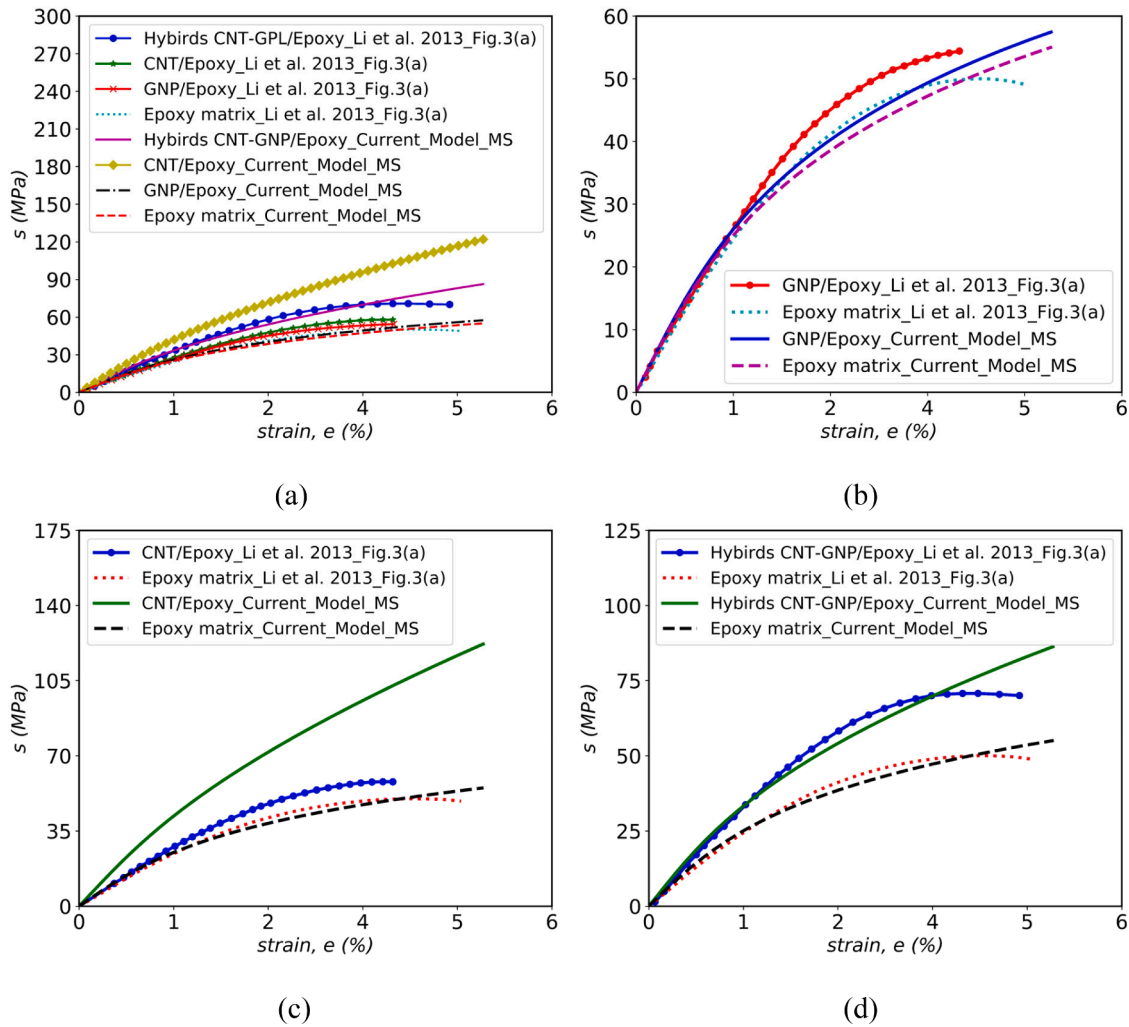 300
270
240
210
180
150
120
90
60
30
0
s (MPa)
Hybirds CNT-GPL/Epoxy_Li et al. 2013_Fig.3(a)
CNT/Epoxy_Li et al. 2013_Fig.3(a)
GNP/Epoxy_Li et al. 2013_Fig.3(a)
Epoxy matrix_Li et al. 2013_Fig.3(a)
Hybirds CNT-GNP/Epoxy_Current_Model_MS
CNT/Epoxy_Current_Model_MS
GNP/Epoxy_Current_Model_MS
Epoxy matrix_Current_Model_MS
0 1 2 4 5 6
strain, e (%)
(a)
60
50
40
30
20
10
0
s (MPa)
GNP/Epoxy_Li et al. 2013_Fig.3(a)
Epoxy matrix_Li et al. 2013_Fig.3(a)
GNP/Epoxy_Current_Model_MS
Epoxy matrix_Current_Model_MS
0 1 2 4 5 6
strain, e (%)
(b)
175
140
105
70
35
0
s (MPa)
CNT/Epoxy_Li et al. 2013_Fig.3(a)
Epoxy matrix_Li et al. 2013_Fig.3(a)
CNT/Epoxy_Current_Model_MS
Epoxy matrix_Current_Model_MS
0 1 2 4 5 6
strain, e (%)
(c)
125
100
75
50
25
0
s (MPa)
Hybirds CNT-GNP/Epoxy_Li et al. 2013_Fig.3(a)
Epoxy matrix_Li et al. 2013_Fig.3(a)
Hybirds CNT-GNP/Epoxy_Current_Model_MS
Epoxy matrix_Current_Model_MS
0 1 2 4 5 6
strain, e (%)
(d)